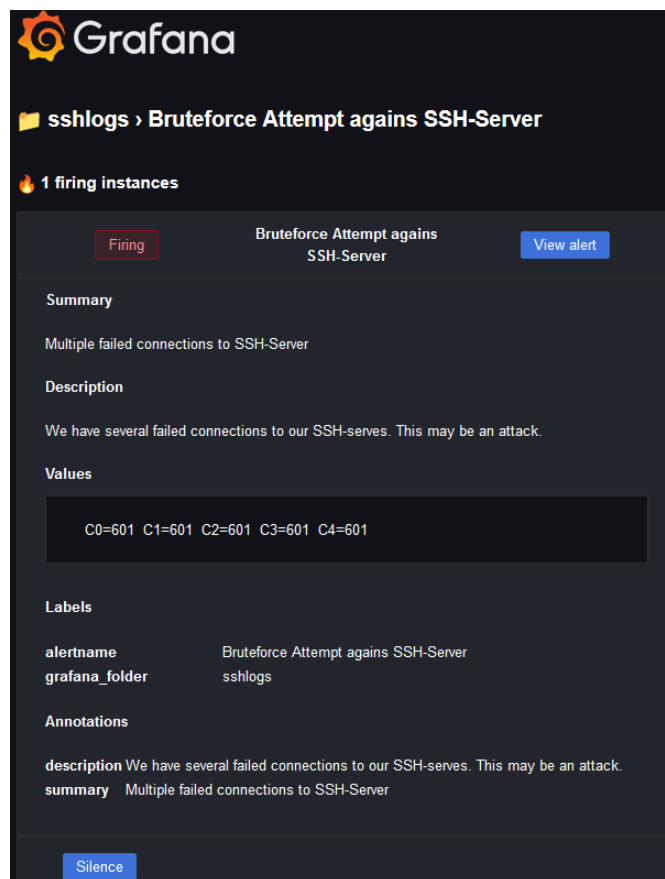 Grafana
sshlogs › Bruteforce Attempt agains SSH-Server
1 firing instances
Firing
Bruteforce Attempt agains
SSH-Server
View alert
Summary
Multiple failed connections to SSH-Server
Description
We have several failed connections to our SSH-serves. This may be an attack.
Values
C0=601 C1=601 C2=601 C3=601 C4=601
Labels
alertname Bruteforce Attempt agains SSH-Server
grafana_folder sshlogs
Annotations
description We have several failed connections to our SSH-serves. This may be an attack.
summary Multiple failed connections to SSH-Server
Silence